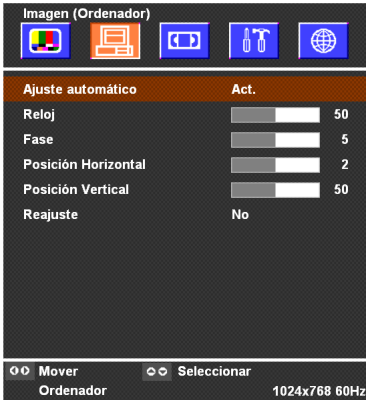 Imagen (Ordenador)
Ajuste automático Act.
Reloj 50
Fase 5
Posición Horizontal 2
Posición Vertical 50
Reajuste No
Mover Seleccionar
Ordenador 1024x768 60Hz